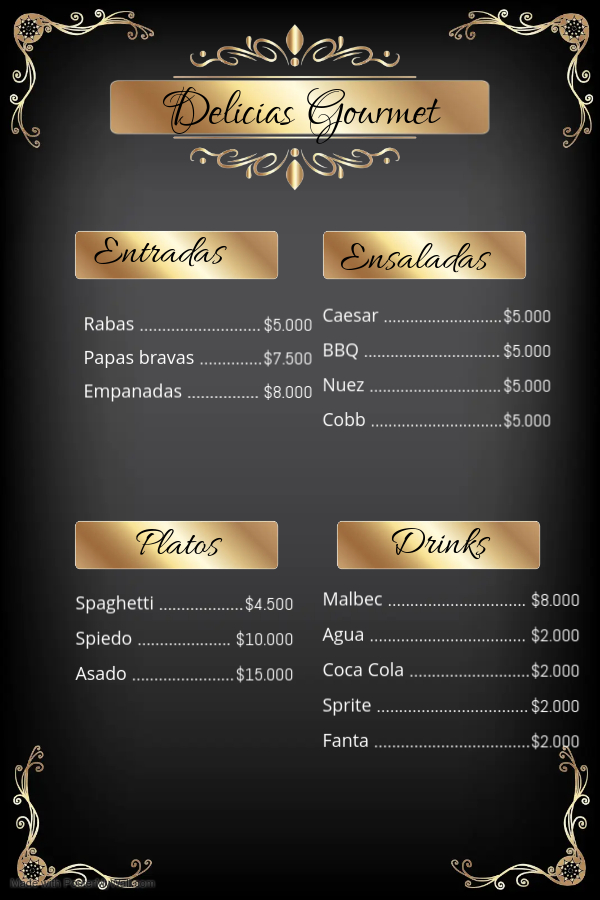 Delicias Gourmet
Entradas
Rabas ........................... $5.000
Papas bravas ..............$7.500
Empanadas ................ $8.000
Ensaladas
Caesar ..........................$5.000
BBQ .............................. $5.000
Nuez ............................. $5.000
Cobb .............................$5.000
Platos
Spaghetti ...................$4.500
Spiedo ..................... $10.000
Asado .......................$15.000
Drinks
Malbec ............................... $8.000
Agua ...................................$2.000
Coca Cola ...........................$2.000
Sprite ..................................$2.000
Fanta ...................................$2.000